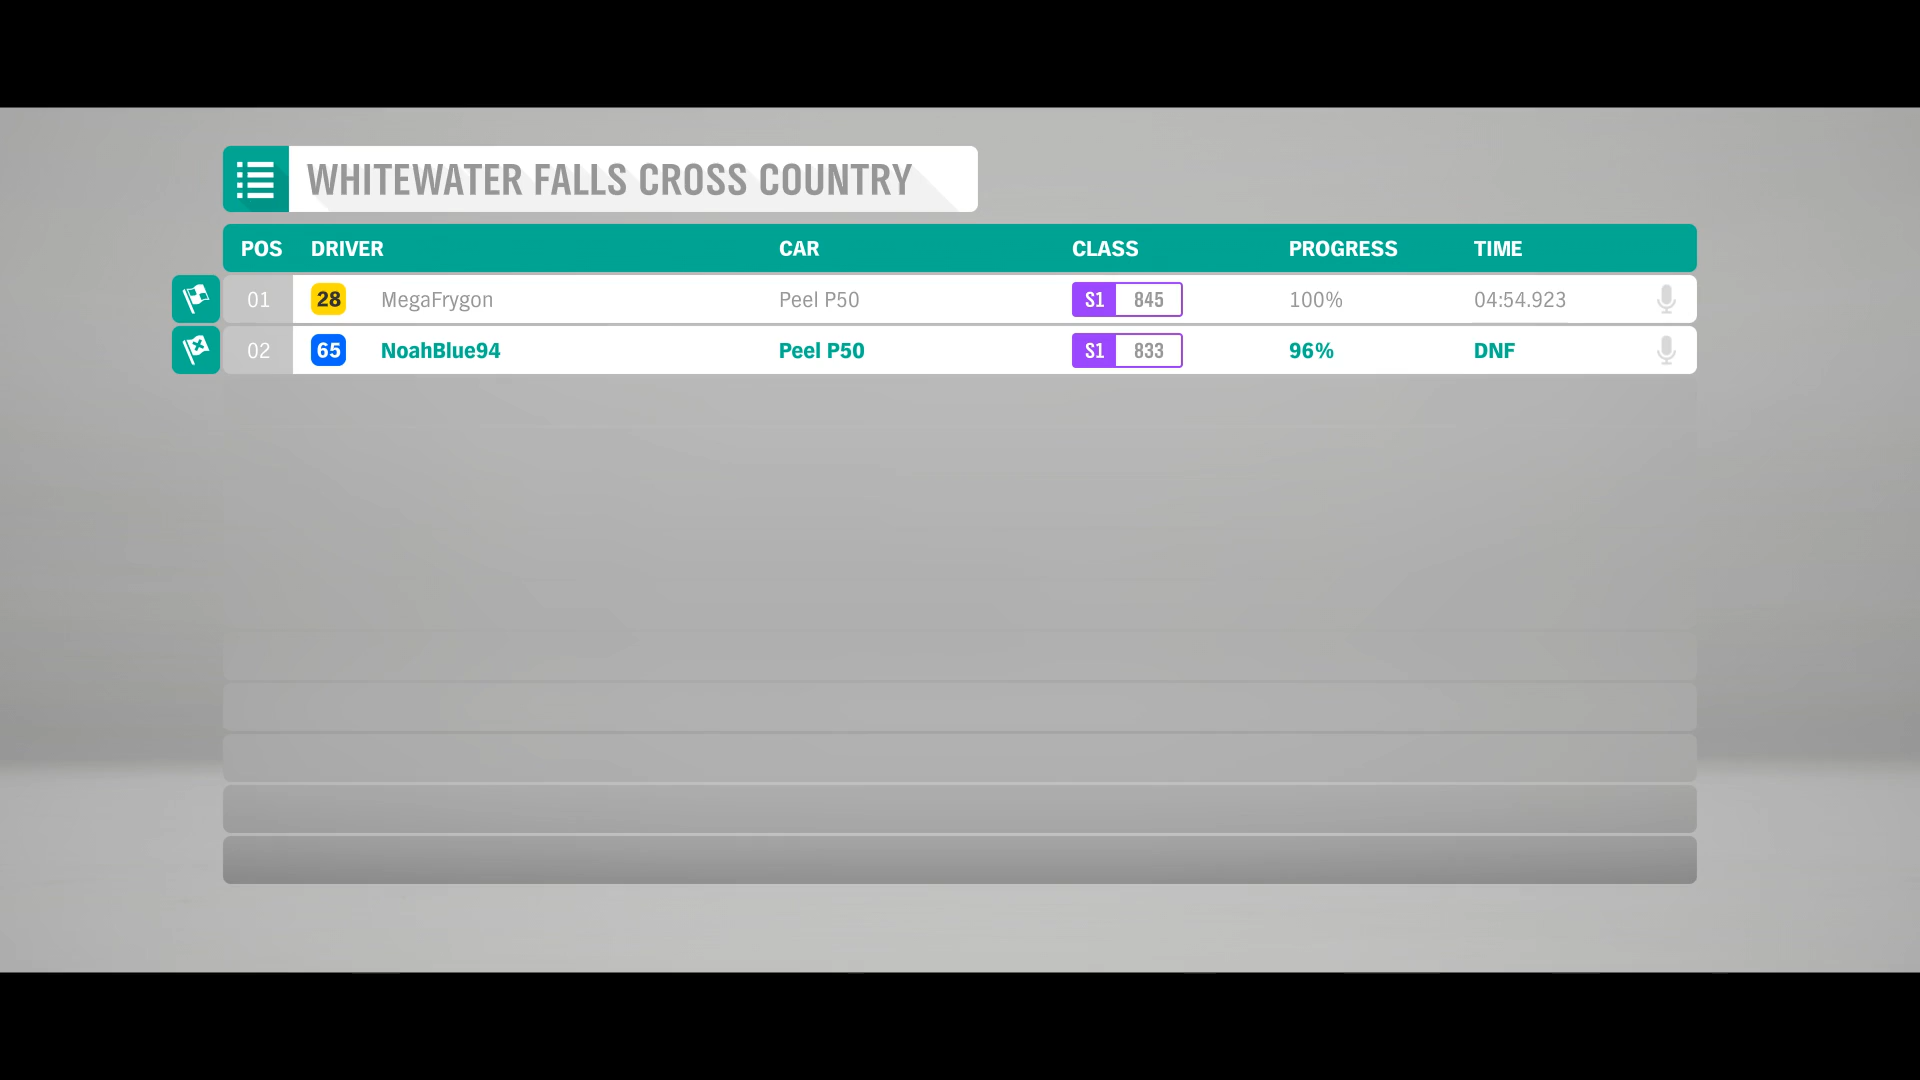 WHITEWATER FALLS CROSS COUNTRY
POS DRIVER CAR CLASS PROGRESS TIME
01 28 MegaFrygon Peel P50 S1 845 100% 04:54.923
02 65 NoahBlue94 Peel P50 S1 833 96% DNF